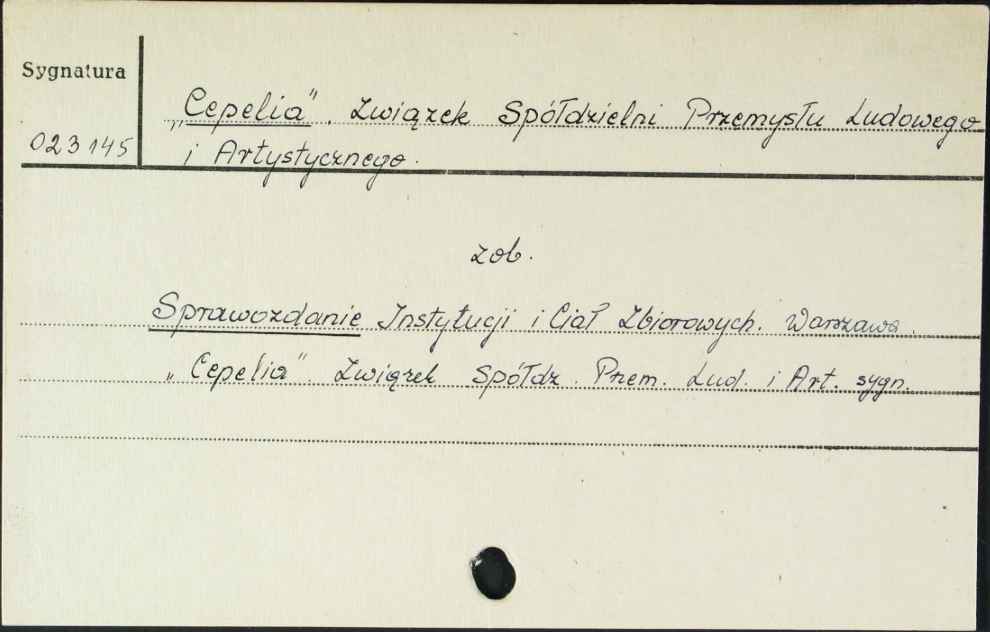 Sygnatura
023145
„Cepelia". Związek Spółdzielni Przemysłu Ludowego
i Artystycznego.
zob.
Sprawozdanie Instytucji i Ciał Zbiorowych. Warszawa.
„Cepelia" Związek Spółdz. Przem. Lud. i Art. sygn.